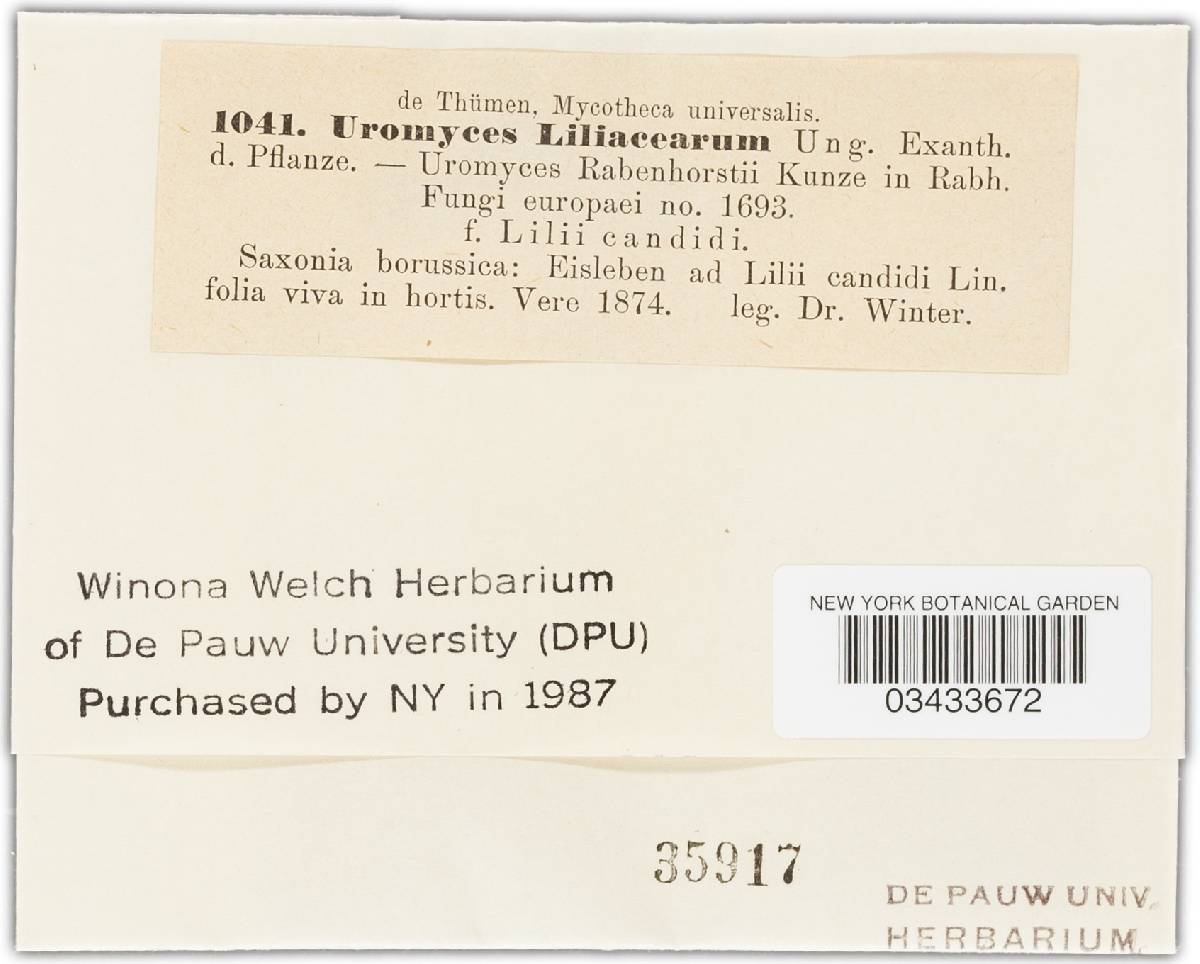 de Thümen, Mycotheca universalis.
1041. Uromyces Liliacearum Ung. Exanth.
d. Pflanze. — Uromyces Rabenhorstii Kunze in Rabh.
Fungi europaei no. 1693.
f. Lilii candidi.
Saxonia borussica: Eisleben ad Lilii candidi Lin.
folia viva in hortis. Vere 1874. leg. Dr. Winter.
Winona Welch Herbarium
of De Pauw University (DPU)
Purchased by NY in 1987
NEW YORK BOTANICAL GARDEN
03433672
35917
DE PAUW UNIV.
HERBARIUM